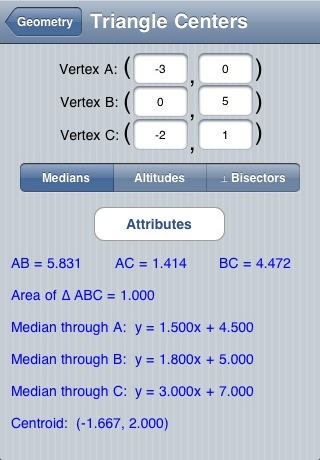 Geometry Triangle Centers
Vertex A: ( -3 , 0 )
Vertex B: ( 0 , 5 )
Vertex C: ( -2 , 1 )
Medians Altitudes ⊥ Bisectors
Attributes
AB = 5.831 AC = 1.414 BC = 4.472
Area of Δ ABC = 1.000
Median through A: y = 1.500x + 4.500
Median through B: y = 1.800x + 5.000
Median through C: y = 3.000x + 7.000
Centroid: (-1.667, 2.000)